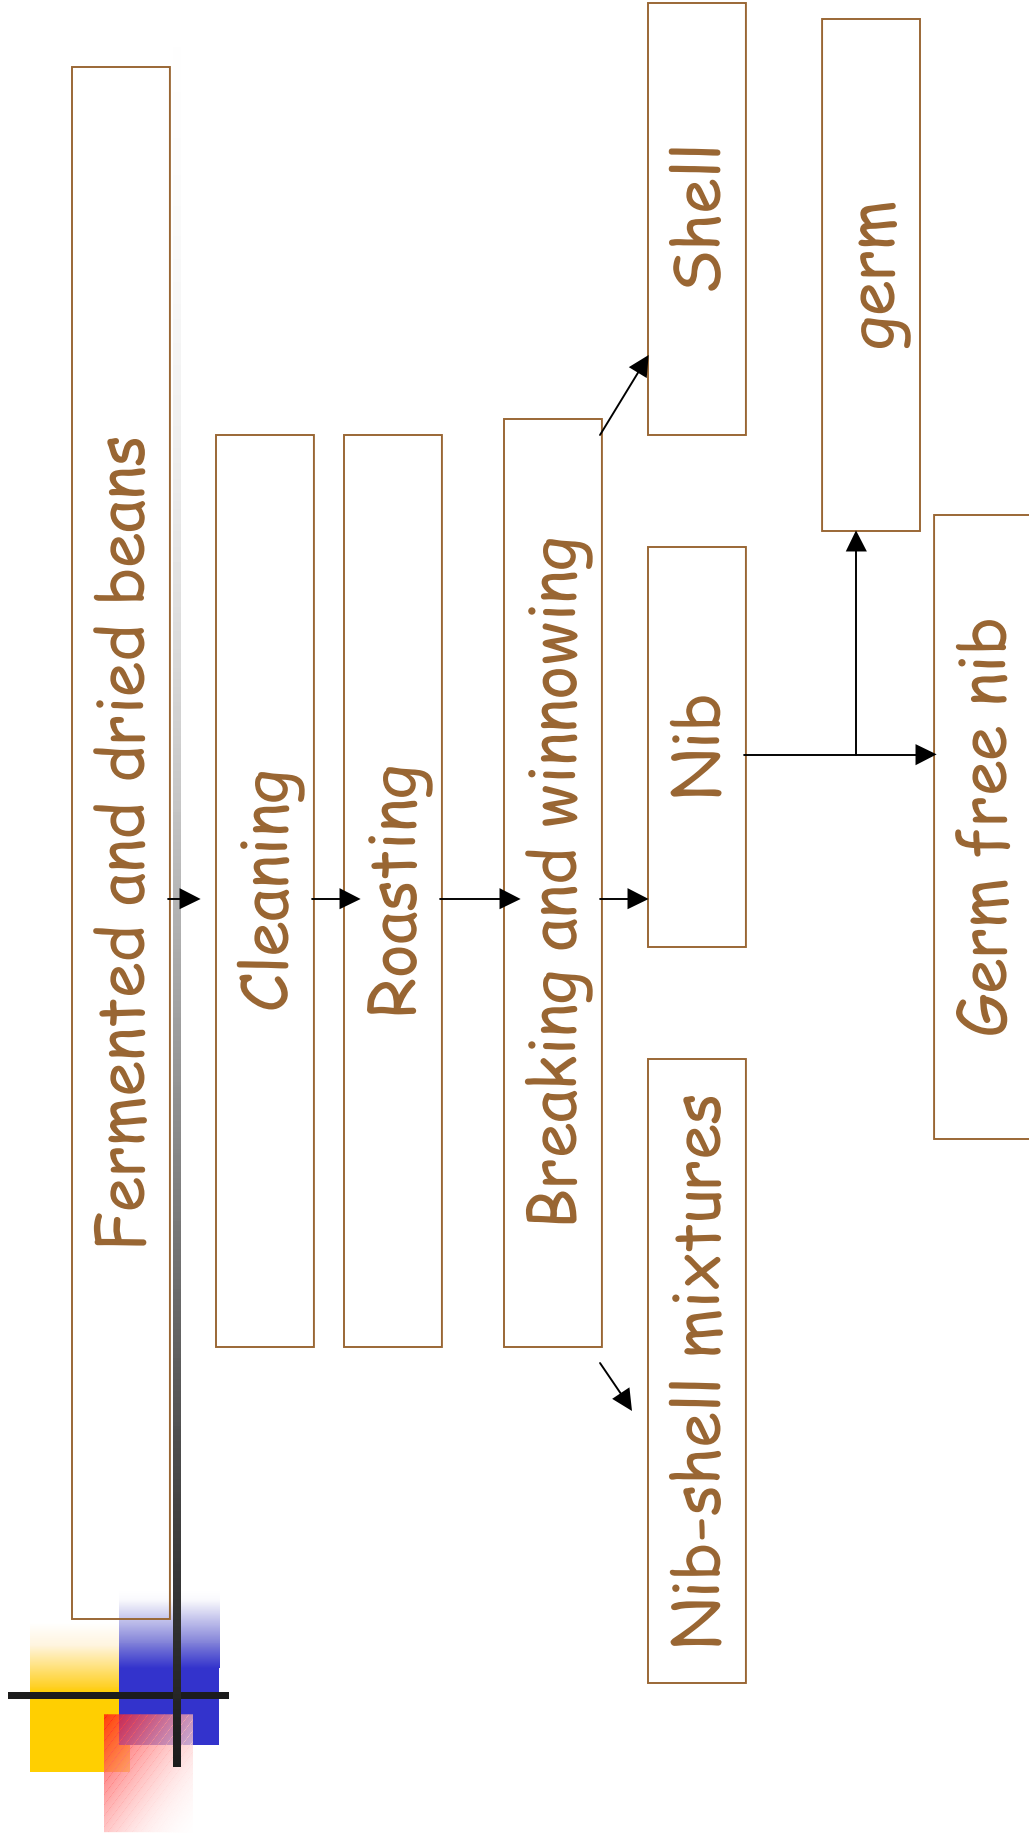 Fermented and dried beans
Cleaning
Roasting
Breaking and winnowing
Nib-shell mixtures
Nib
Shell
germ
Germ free nib